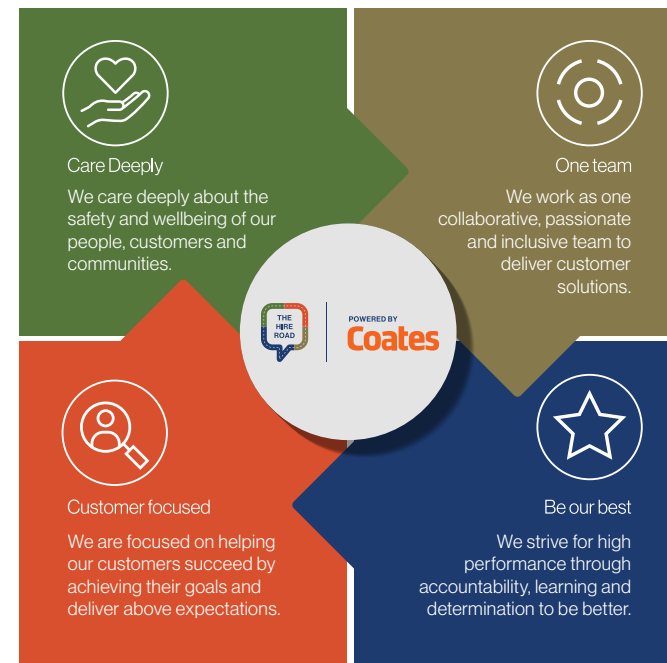 Care Deeply
We care deeply about the
safety and wellbeing of our
people, customers and
communities.
One team
We work as one
collaborative, passionate
and inclusive team to
deliver customer
solutions.
THE
HIRE
ROAD
POWERED BY
Coates
Customer focused
We are focused on helping
our customers succeed by
achieving their goals and
deliver above expectations.
Be our best
We strive for high
performance through
accountability, learning and
determination to be better.